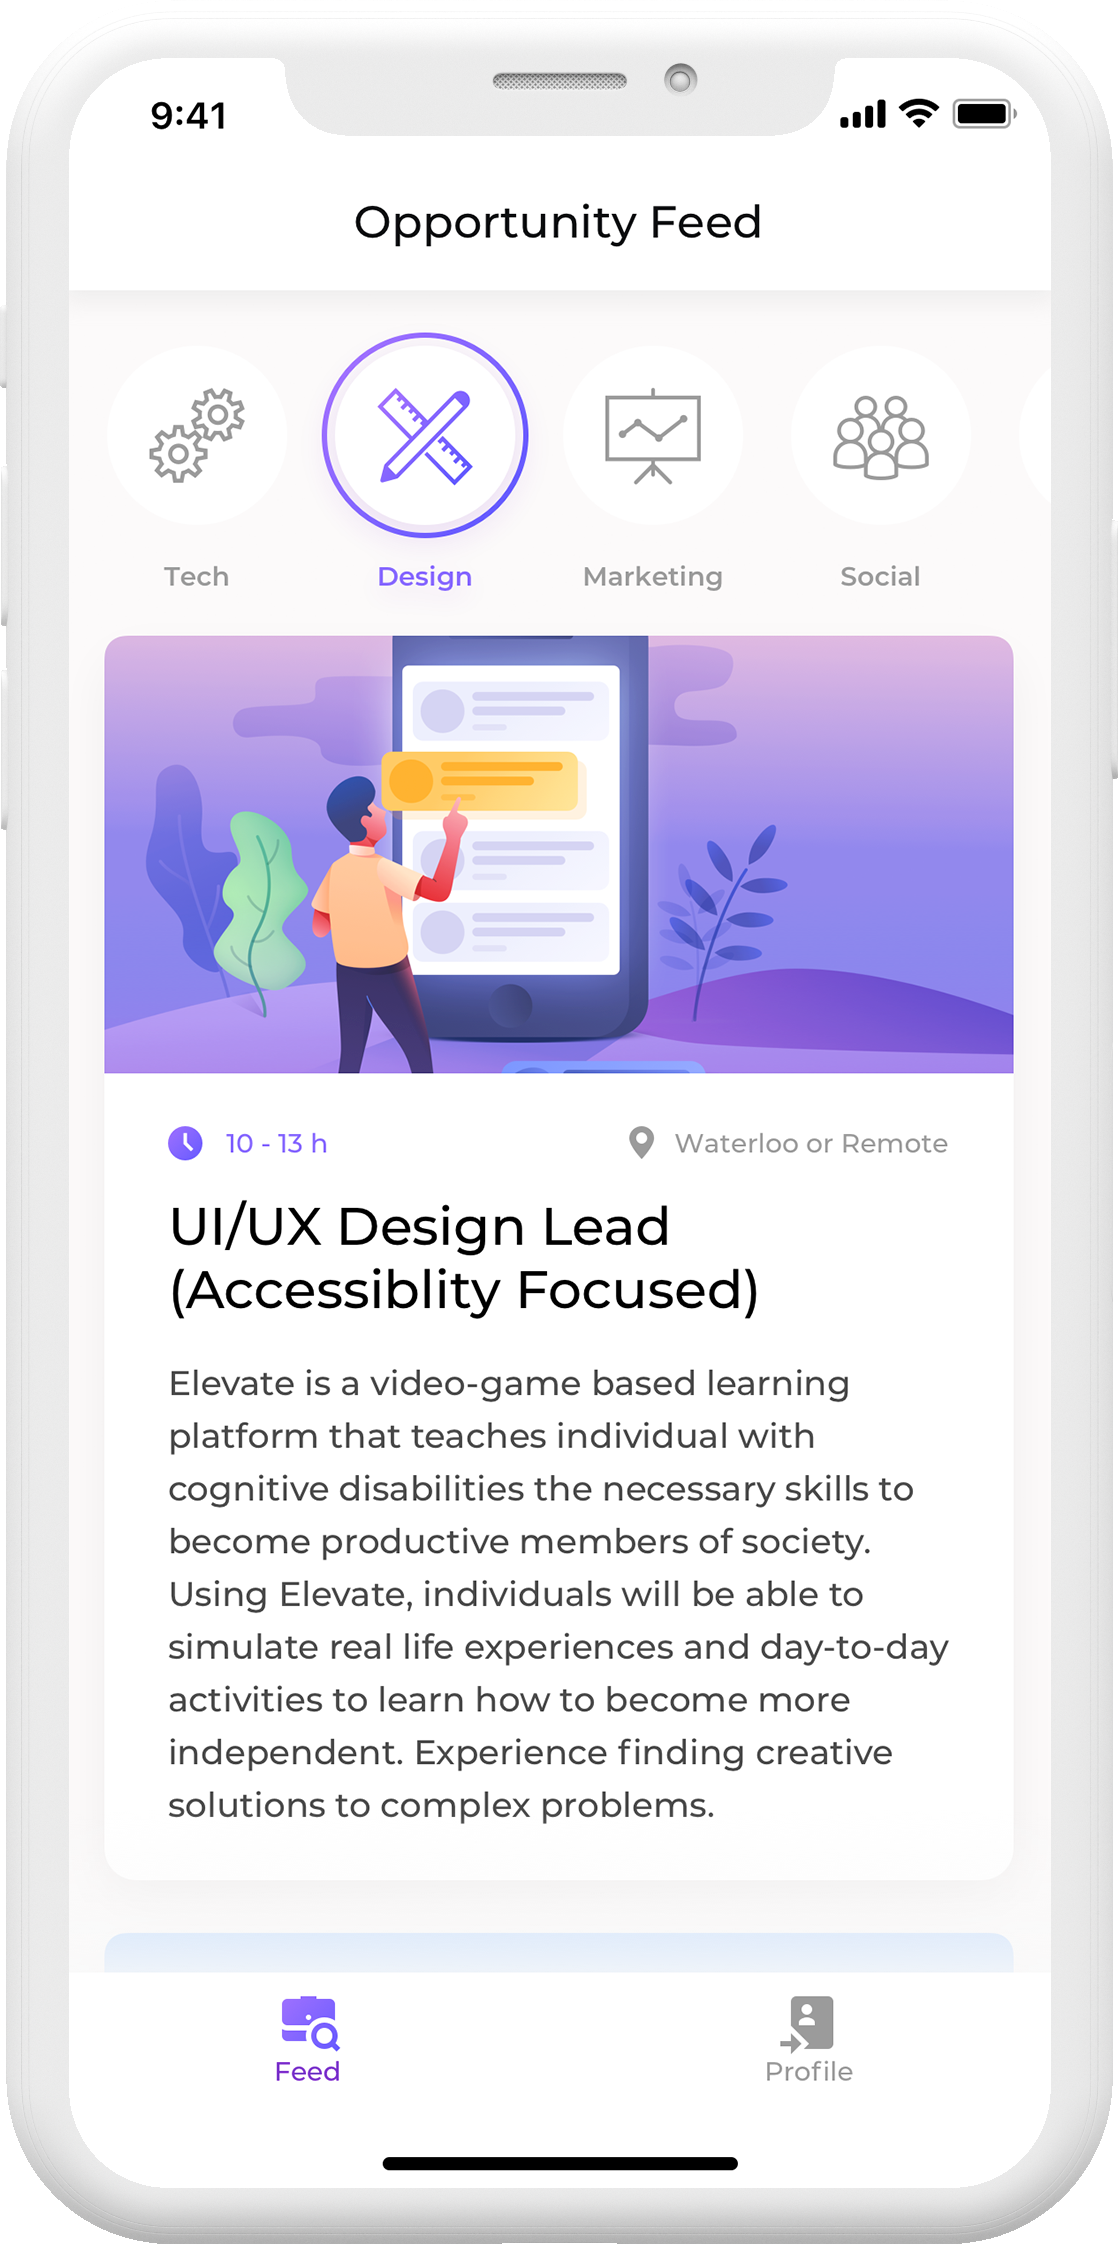 9:41
Opportunity Feed
Tech
Design
Marketing
Social
10 - 13 h
Waterloo or Remote
UI/UX Design Lead
(Accessiblity Focused)
Elevate is a video-game based learning
platform that teaches individual with
cognitive disabilities the necessary skills to
become productive members of society.
Using Elevate, individuals will be able to
simulate real life experiences and day-to-day
activities to learn how to become more
independent. Experience finding creative
solutions to complex problems.
Feed
Profile